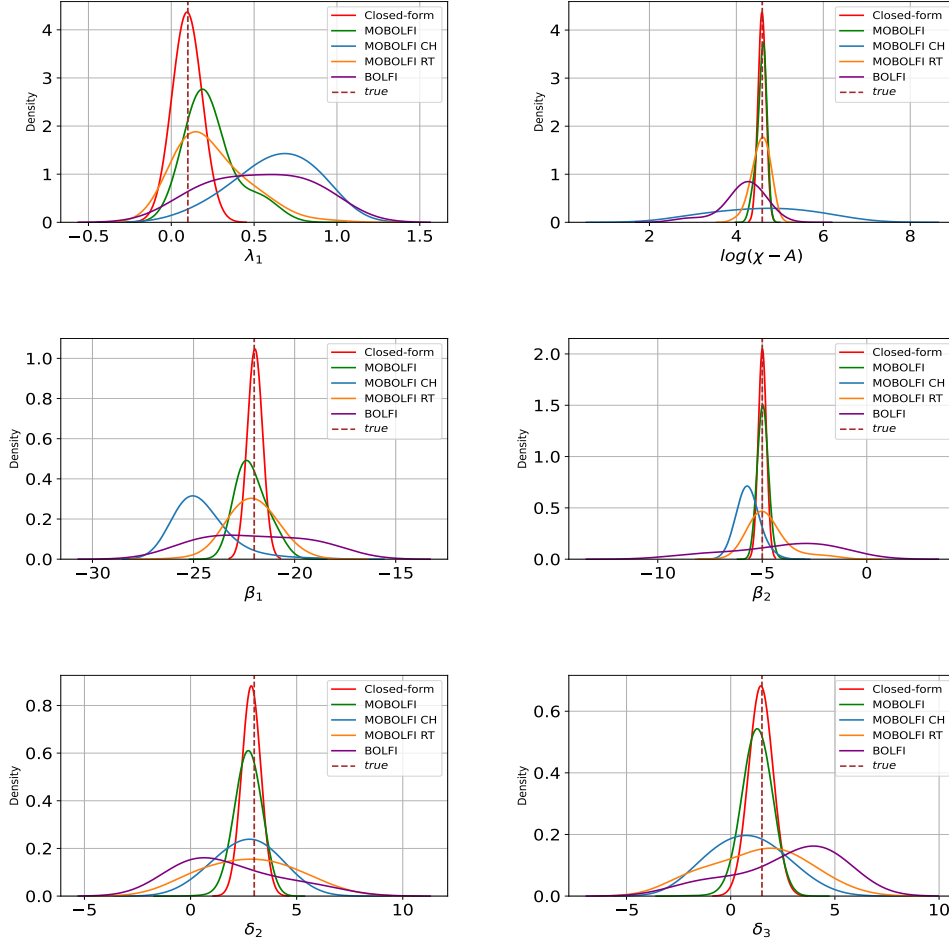 Density
4
3
2
1
0
−0.5
0.0
0.5
1.0
1.5
λ1
Closed-form
MOBOLFI
MOBOLFI CH
MOBOLFI RT
BOLFI
true
Density
4
3
2
1
0
2
4
6
8
log(χ − A)
Closed-form
MOBOLFI
MOBOLFI CH
MOBOLFI RT
BOLFI
true
Density
1.0
0.8
0.6
0.4
0.2
0.0
−30
−25
−20
−15
β1
Closed-form
MOBOLFI
MOBOLFI CH
MOBOLFI RT
BOLFI
true
Density
2.0
1.5
1.0
0.5
0.0
−10
−5
0
β2
Closed-form
MOBOLFI
MOBOLFI CH
MOBOLFI RT
BOLFI
true
Density
0.8
0.6
0.4
0.2
0.0
−5
0
5
10
δ2
Closed-form
MOBOLFI
MOBOLFI CH
MOBOLFI RT
BOLFI
true
Density
0.6
0.4
0.2
0.0
−5
0
5
10
δ3
Closed-form
MOBOLFI
MOBOLFI CH
MOBOLFI RT
BOLFI
true